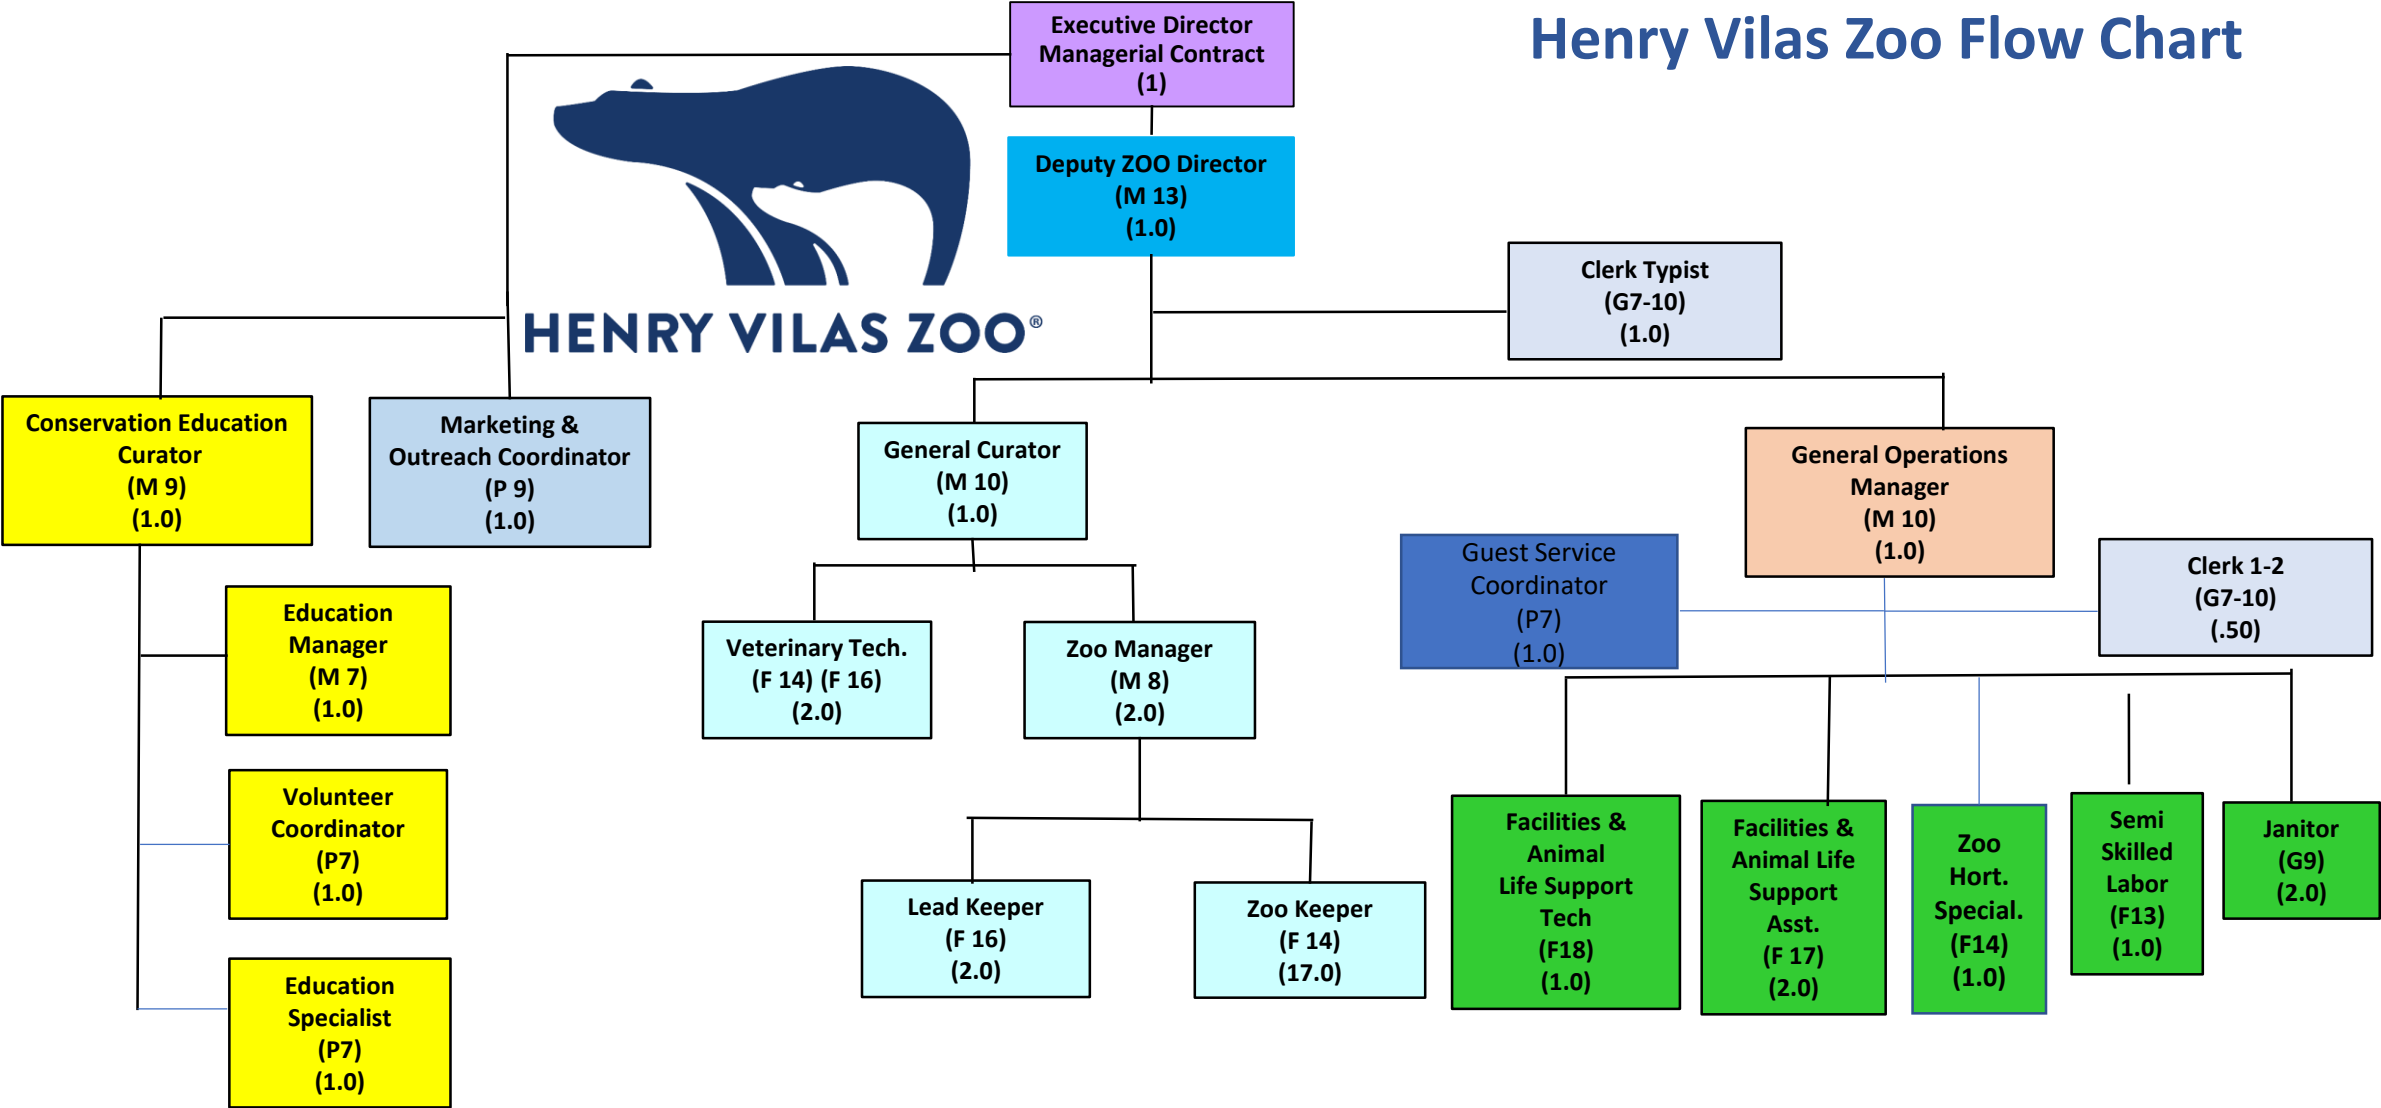 Henry Vilas Zoo Flow Chart
Executive Director
Managerial Contract
(1)
Deputy ZOO Director
(M 13)
(1.0)
HENRY VILAS ZOO®
Clerk Typist
(G7-10)
(1.0)
Conservation Education
Curator
(M 9)
(1.0)
Marketing &
Outreach Coordinator
(P 9)
(1.0)
General Curator
(M 10)
(1.0)
General Operations
Manager
(M 10)
(1.0)
Guest Service
Coordinator
(P7)
(1.0)
Clerk 1-2
(G7-10)
(.50)
Education
Manager
(M 7)
(1.0)
Veterinary Tech.
(F 14) (F 16)
(2.0)
Zoo Manager
(M 8)
(2.0)
Volunteer
Coordinator
(P7)
(1.0)
Education
Specialist
(P7)
(1.0)
Lead Keeper
(F 16)
(2.0)
Zoo Keeper
(F 14)
(17.0)
Facilities &
Animal
Life Support
Tech
(F18)
(1.0)
Facilities &
Animal Life
Support
Asst.
(F 17)
(2.0)
Zoo
Hort.
Special.
(F14)
(1.0)
Semi
Skilled
Labor
(F13)
(1.0)
Janitor
(G9)
(2.0)